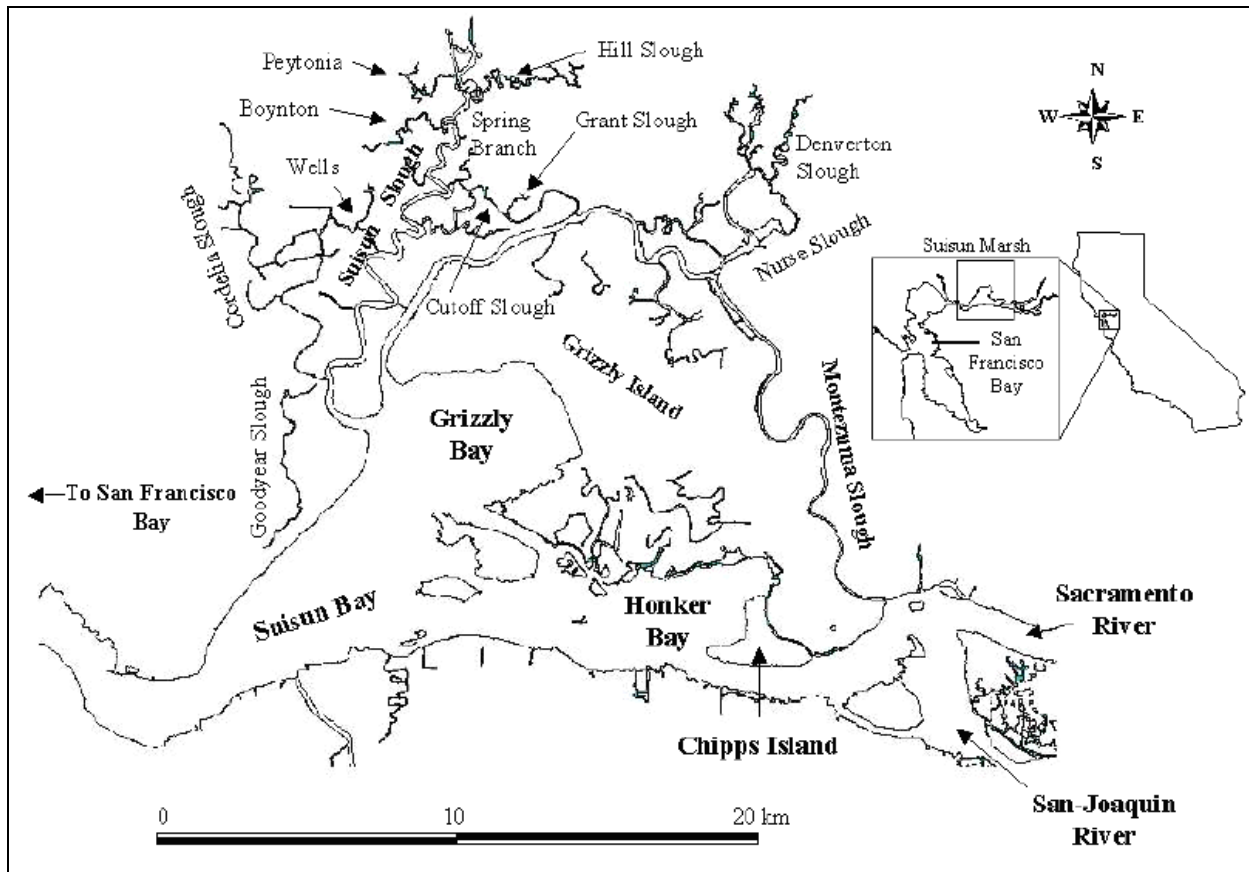 Peytonia
Hill Slough
Boynton
Spring
Branch
Grant Slough
Wells
Suisun Slough
Cordelia Slough
Denverton
Slough
Nurse Slough
Cutoff Slough
Grizzly Island
Goodyear Slough
Grizzly
Bay
Montezuma Slough
To San Francisco
Bay
Suisun Bay
Honker
Bay
Sacramento
River
Chipps Island
San-Joaquin
River
N
W E
S
Suisun Marsh
San
Francisco
Bay
0 10 20 km